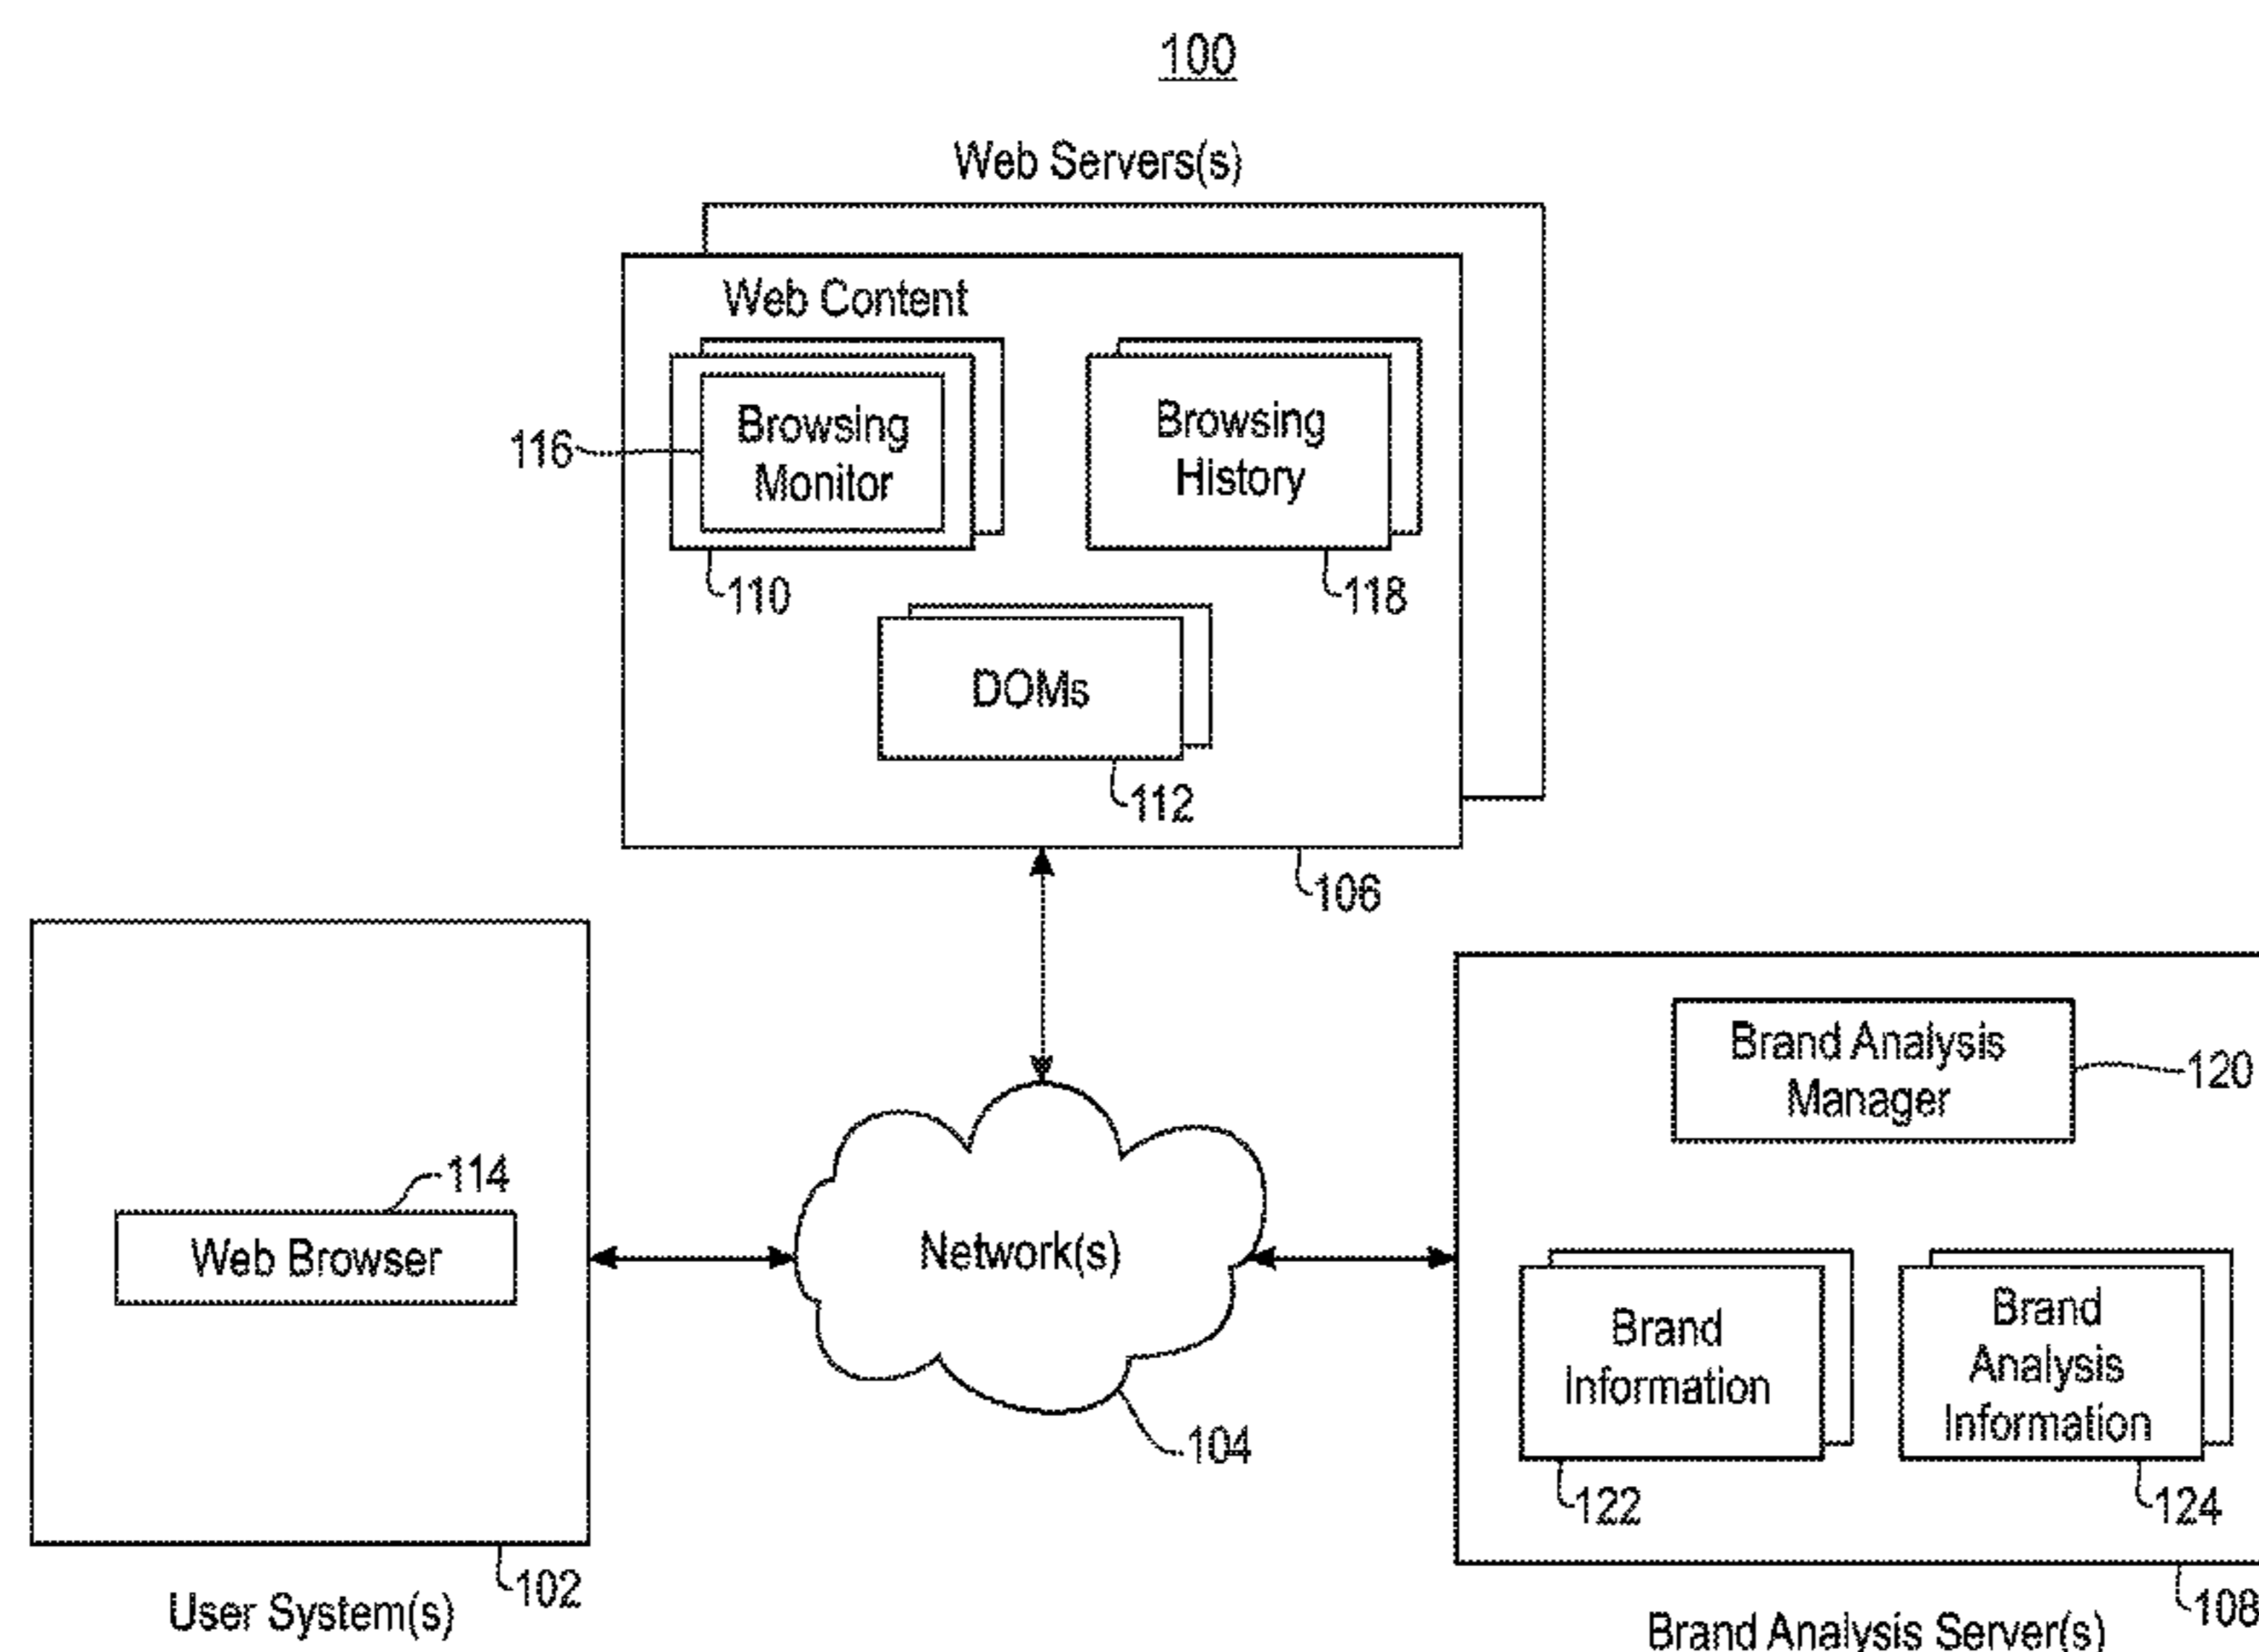 100
Web Servers(s)
Web Content
Browsing
Monitor
116
110
Browsing
History
118
DOMs
112
106
114
Web Browser
102
User System(s)
Network(s)
104
Brand Analysis
Manager
120
Brand
Information
122
Brand
Analysis
Information
124
108
Brand Analysis Server(s)